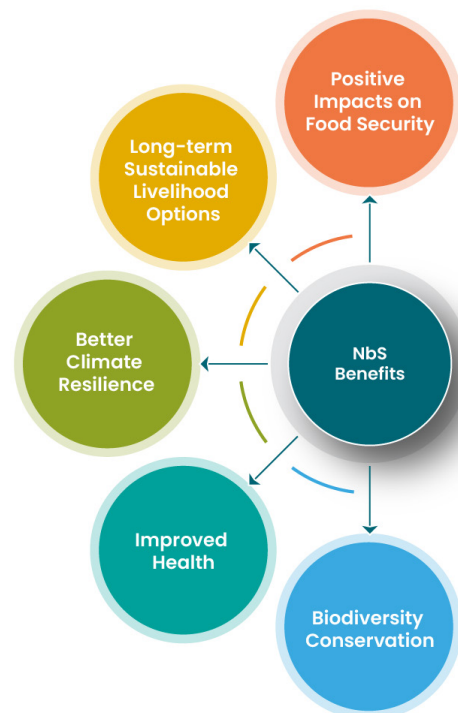 Positive
Impacts on
Food Security
Long-term
Sustainable
Livelihood
Options
Better
Climate
Resilience
NbS
Benefits
Improved
Health
Biodiversity
Conservation